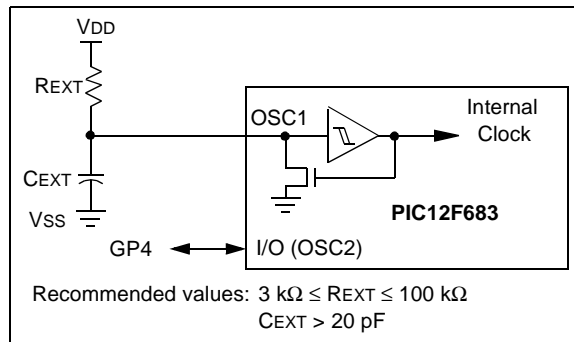 VDD
REXT
OSC1
Internal
Clock
CEXT
PIC12F683
VSS
GP4
I/O (OSC2)
Recommended values: 3 kΩ ≤ REXT ≤ 100 kΩ
CEXT > 20 pF